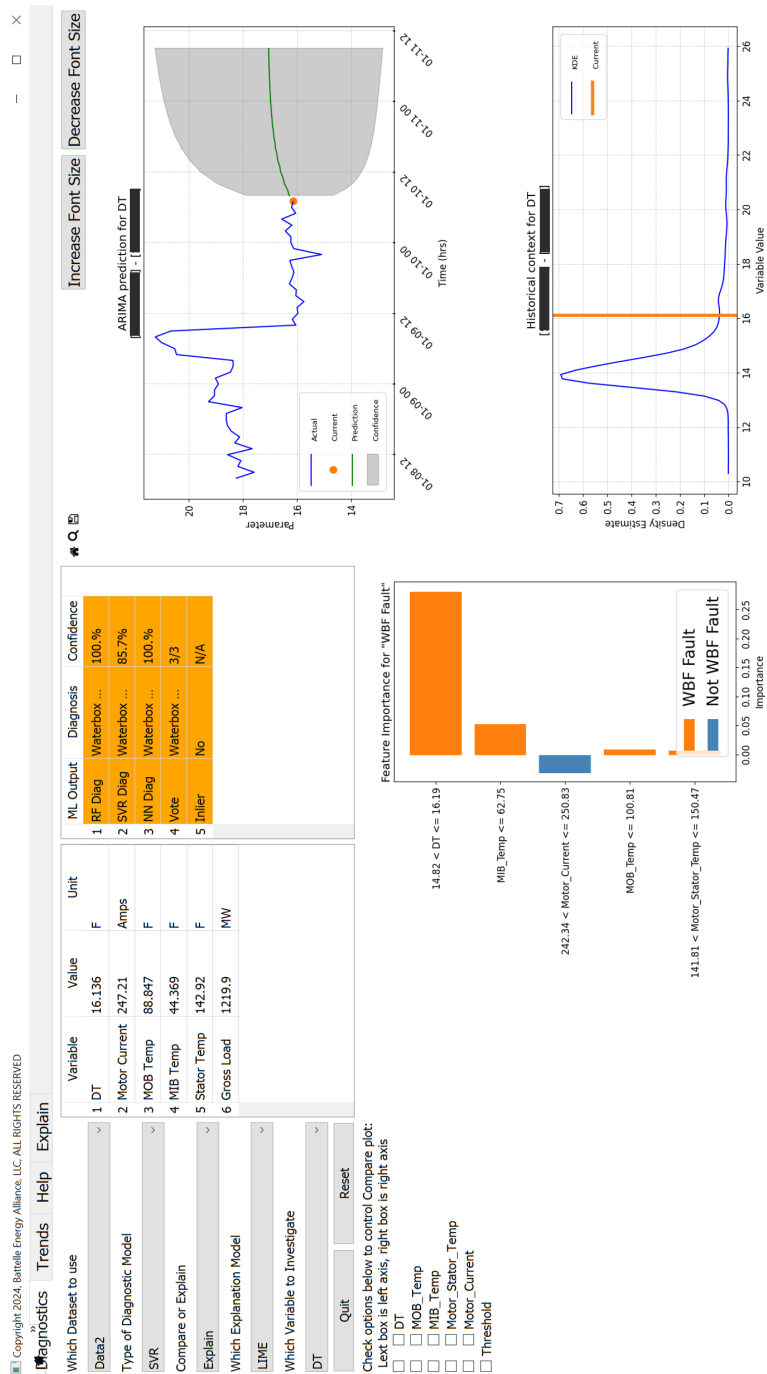 Copyright 2024, Battelle Energy Alliance, LLC, ALL RIGHTS RESERVED
»
Diagnostics Trends Help Explain
Which Dataset to use
Data2
Type of Diagnostic Model
SVR
Compare or Explain
Explain
Which Explanation Model
LIME
Which Variable to Investigate
DT
Quit Reset
Check options below to control Compare plot:
Lext box is left axis, right box is right axis
DT
MOB_Temp
MIB_Temp
Motor_Stator_Temp
Motor_Current
Threshold
Variable Value Unit
1 DT 16.136 F
2 Motor Current 247.21 Amps
3 MOB Temp 88.847 F
4 MIB Temp 44.369 F
5 Stator Temp 142.92 F
6 Gross Load 1219.9 MW
ML Output Diagnosis Confidence
1 RF Diag Waterbox ... 100.%
2 SVR Diag Waterbox ... 85.7%
3 NN Diag Waterbox ... 100.%
4 Vote Waterbox ... 3/3
5 Inlier No N/A
Feature Importance for "WBF Fault"
14.82 < DT <= 16.19
MIB_Temp <= 62.75
242.34 < Motor_Current <= 250.83
MOB_Temp <= 100.81
141.81 < Motor_Stator_Temp <= 150.47
WBF Fault
Not WBF Fault
0.00 0.05 0.10 0.15 0.20 0.25
Importance
Increase Font Size Decrease Font Size
ARIMA prediction for DT
[ ] - [ ]
Parameter
20
18
16
14
Actual
Current
Prediction
Confidence
01-08 12 01-09 00 01-09 12 01-10 00 01-10 12 01-11 00 01-11 12
Time (hrs)
Historical context for DT
[ ] - [ ]
Density Estimate
0.7
0.6
0.5
0.4
0.3
0.2
0.1
0.0
KDE
Current
10 12 14 16 18 20 22 24 26
Variable Value